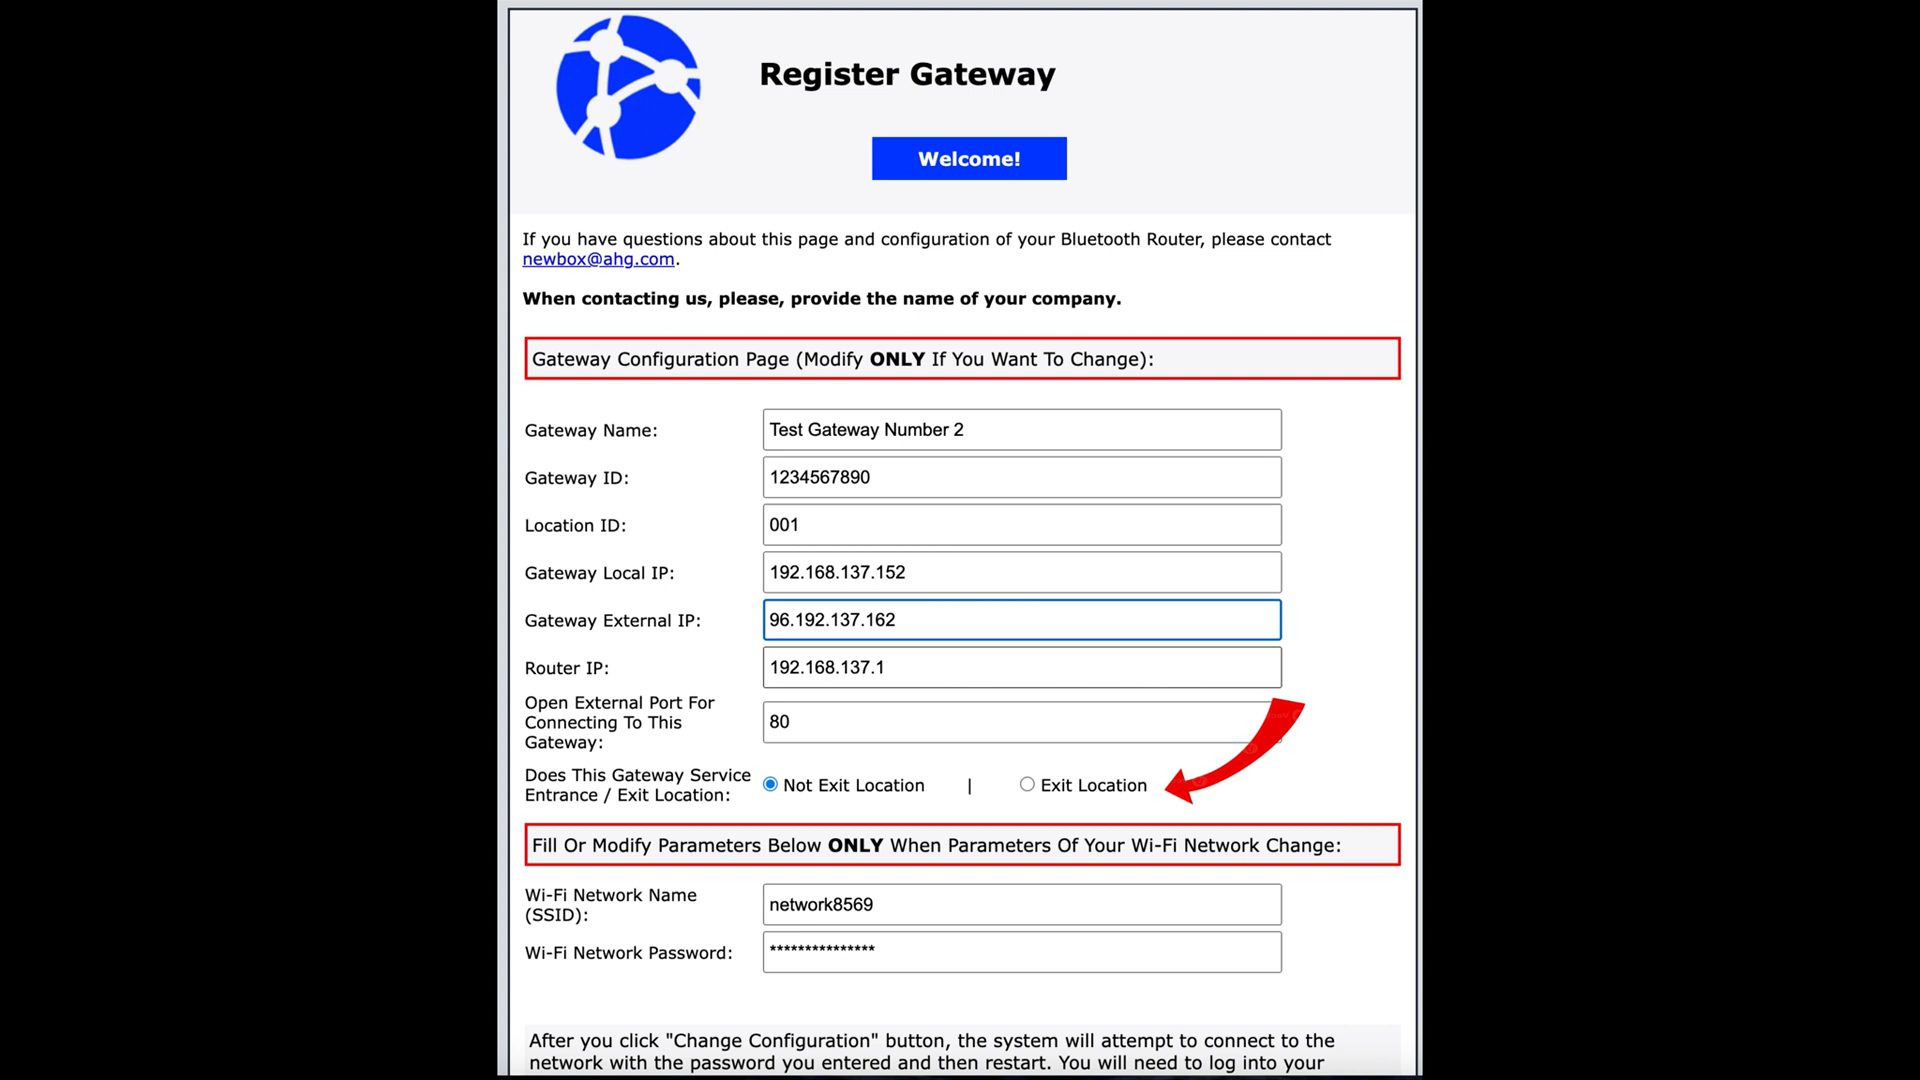 Register Gateway
Welcome!
If you have questions about this page and configuration of your Bluetooth Router, please contact
newbox@ahg.com.
When contacting us, please, provide the name of your company.
Gateway Configuration Page (Modify ONLY If You Want To Change):
Gateway Name: Test Gateway Number 2
Gateway ID: 1234567890
Location ID: 001
Gateway Local IP: 192.168.137.152
Gateway External IP: 96.192.137.162
Router IP: 192.168.137.1
Open External Port For
Connecting To This
Gateway:
80
Does This Gateway Service
Entrance / Exit Location:
Not Exit Location | Exit Location
Fill Or Modify Parameters Below ONLY When Parameters Of Your Wi-Fi Network Change:
Wi-Fi Network Name
(SSID):
network8569
Wi-Fi Network Password: ***************
After you click "Change Configuration" button, the system will attempt to connect to the
network with the password you entered and then restart. You will need to log into your